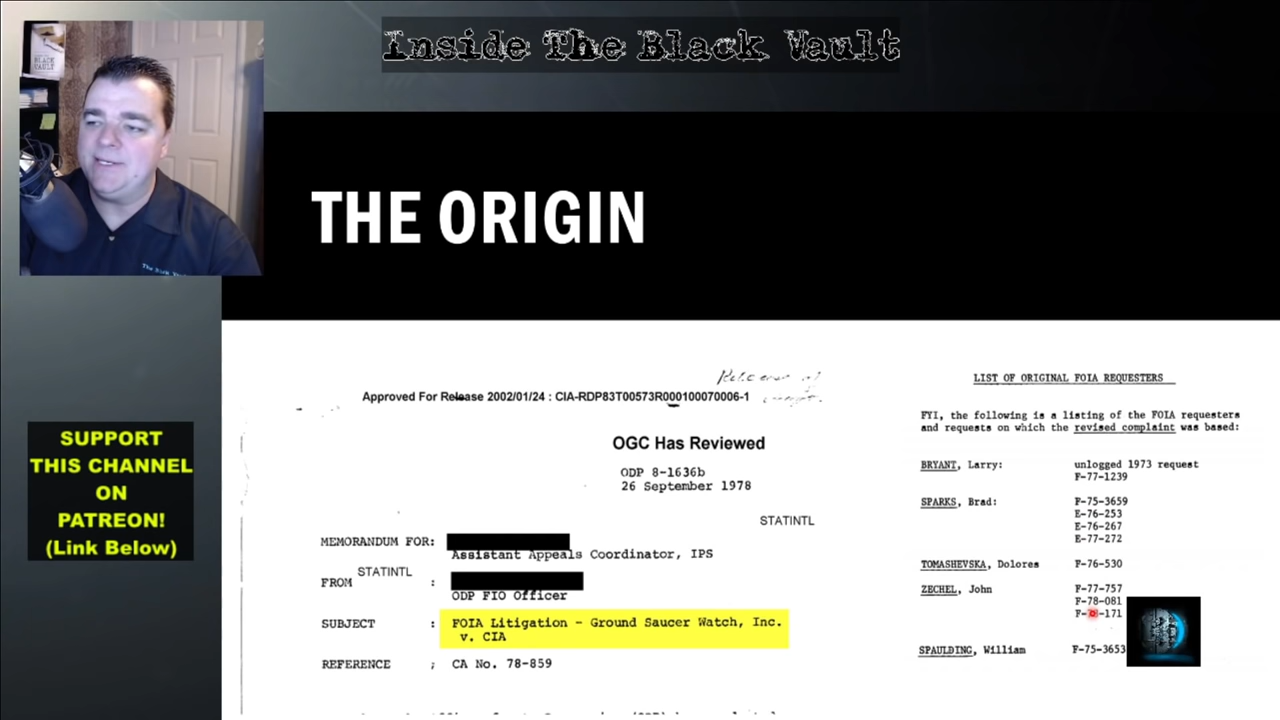 Inside The Black Vault
BLACK
VAULT
THE ORIGIN
SUPPORT
THIS CHANNEL
ON
PATREON!
(Link Below)
Approved For Release 2002/01/24 : CIA-RDP83T00573R000100070006-1
OGC Has Reviewed
ODP 8-1636b
26 September 1978
STATINTL
MEMORANDUM FOR:
Assistant Appeals Coordinator, IPS
STATINTL
FROM :
ODP FIO Officer
SUBJECT : FOIA Litigation - Ground Saucer Watch, Inc.
v. CIA
REFERENCE ; CA No. 78-859
LIST OF ORIGINAL FOIA REQUESTERS
FYI, the following is a listing of the FOIA requesters
and requests on which the revised complaint was based:
BRYANT, Larry: unlogged 1973 request
F-77-1239
SPARKS, Brad: F-75-3659
E-76-253
E-76-267
E-77-272
TOMASHEVSKA, Dolores F-76-530
ZECHEL, John F-77-757
F-78-081
-171
SPAULDING, William F-75-3653